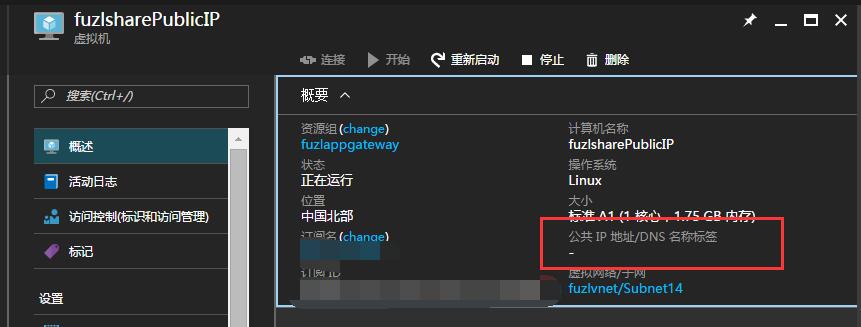 fuzlsharePublicIP
虚拟机
连接 开始 重新启动 停止 删除
搜索(Ctrl+/)
概述
活动日志
访问控制(标识和访问管理)
标记
设置
概要
资源组(change)
fuzlappgateway
状态
正在运行
位置
中国北部
订阅名(change)
订阅 ID
计算机名称
fuzlsharePublicIP
操作系统
Linux
大小
标准 A1 (1 核心，1.75 GB 内存)
公共 IP 地址/DNS 名称标签
-
虚拟网络/子网
fuzlvnet/Subnet14